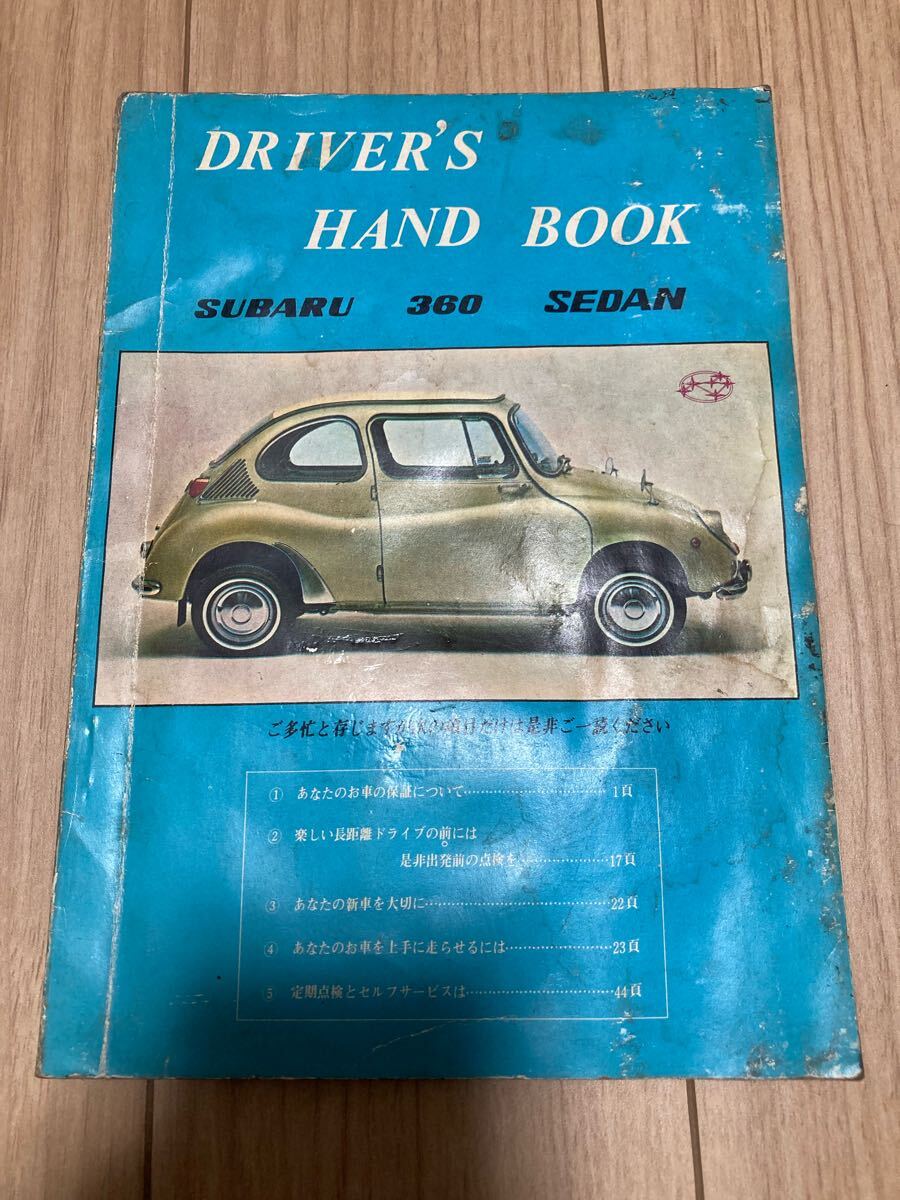 DRIVER'S
HAND BOOK
SUBARU 360 SEDAN
ご多忙と存じますが次の項目だけは是非ご一読ください
① あなたのお車の保証について……………………1頁
② 楽しい長距離ドライブの前には
是非出発前の点検を…………………17頁
③ あなたの新車を大切に…………………………22頁
④ あなたのお車を上手に走らせるには……………23頁
5 定期点検とセルフサービスは……………………44頁